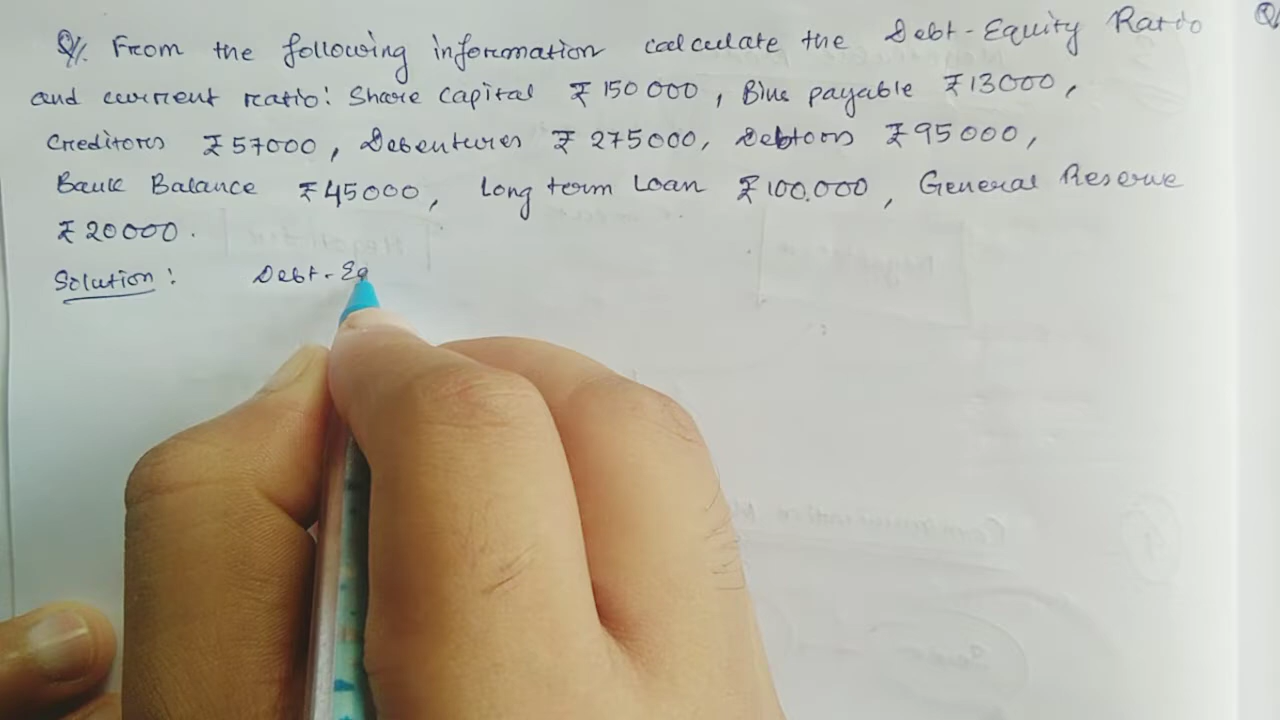 Q/. From the following information calculate the Debt-Equity Ratio
and current ratio: Share Capital ₹150000, Bills payable ₹13000,
Creditors ₹57000, Debentures ₹275000, Debtors ₹95000,
Bank Balance ₹45000, Long term Loan ₹100,000, General Reserve
₹20000.
Solution: Debt-Eq